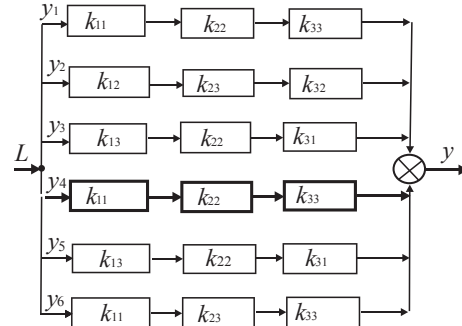 y1 k11 k22 k33
y2 k12 k23 k32
y3 k13 k22 k31
L y
y4 k11 k22 k33
y5 k13 k22 k31
y6 k11 k23 k33